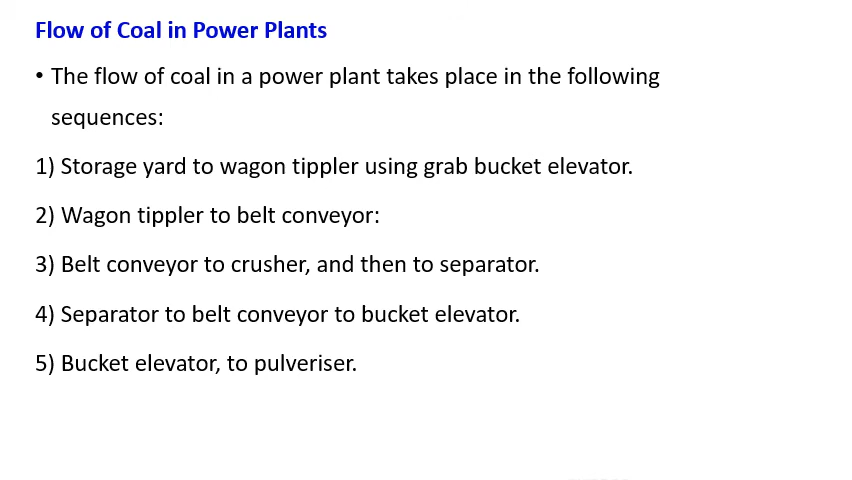 Flow of Coal in Power Plants
• The flow of coal in a power plant takes place in the following
sequences:
1) Storage yard to wagon tippler using grab bucket elevator.
2) Wagon tippler to belt conveyor:
3) Belt conveyor to crusher, and then to separator.
4) Separator to belt conveyor to bucket elevator.
5) Bucket elevator, to pulveriser.